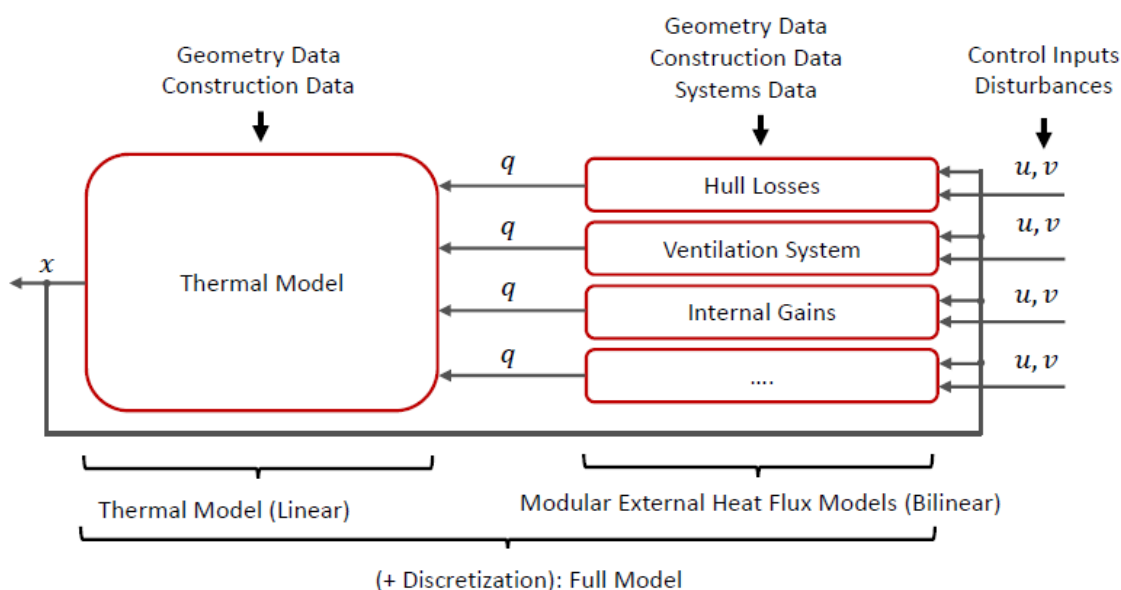 Geometry Data
Construction Data
Geometry Data
Construction Data
Systems Data
Control Inputs
Disturbances
Thermal Model
x
q
q
q
q
Hull Losses
Ventilation System
Internal Gains
....
u, v
u, v
u, v
u, v
Thermal Model (Linear)
Modular External Heat Flux Models (Bilinear)
(+ Discretization): Full Model